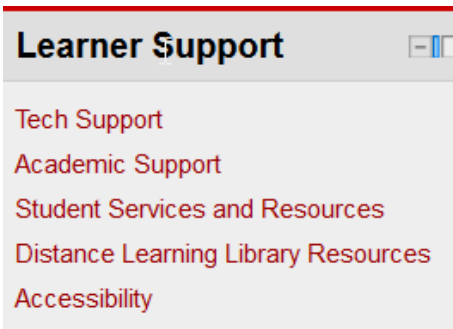 Learner Support
Tech Support
Academic Support
Student Services and Resources
Distance Learning Library Resources
Accessibility